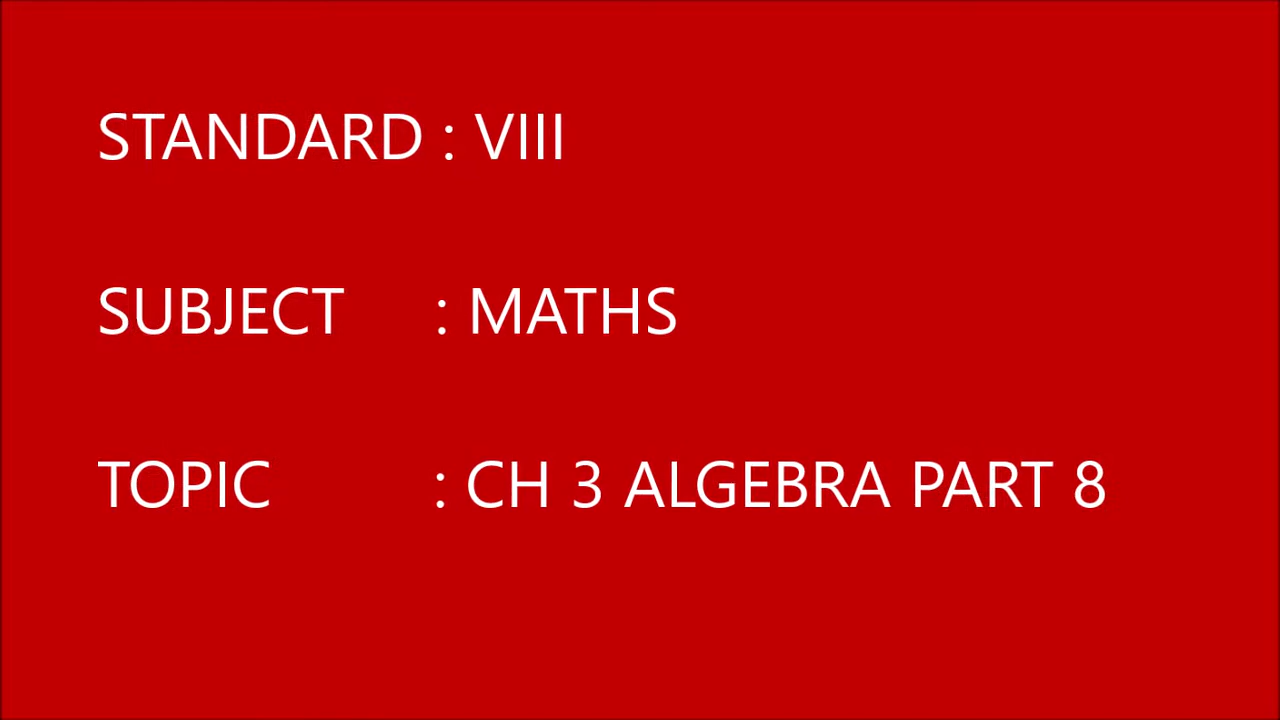 STANDARD : VIII
SUBJECT : MATHS
TOPIC : CH 3 ALGEBRA PART 8